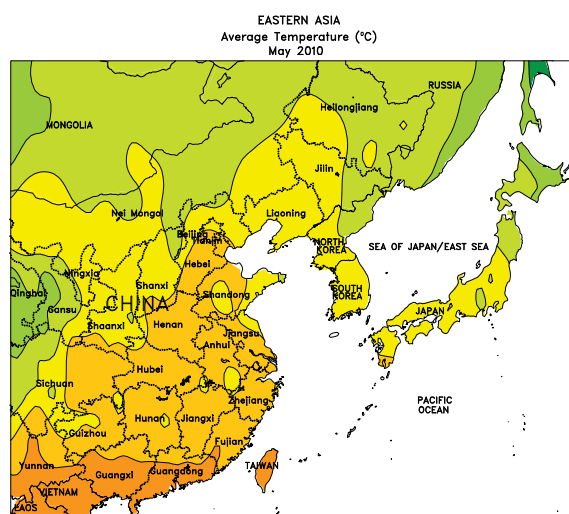 EASTERN ASIA
Average Temperature (°C)
May 2010
RUSSIA
Heilongjiang
MONGOLIA
Jilin
Nei Mongol
Liaoning
Beijing
Tianjin
NORTH
KOREA
SEA OF JAPAN/EAST SEA
Hebei
Ningxia
Shanxi
Qinghai
Gansu
CHINA
Shandong
SOUTH
KOREA
JAPAN
Shaanxi
Henan
Jiangsu
Anhui
Hubei
Sichuan
Zhejiang
PACIFIC
OCEAN
Hunan
Jiangxi
Guizhou
Fujian
Yunnan
Guangxi
Guangdong
TAIWAN
VIETNAM
LAOS